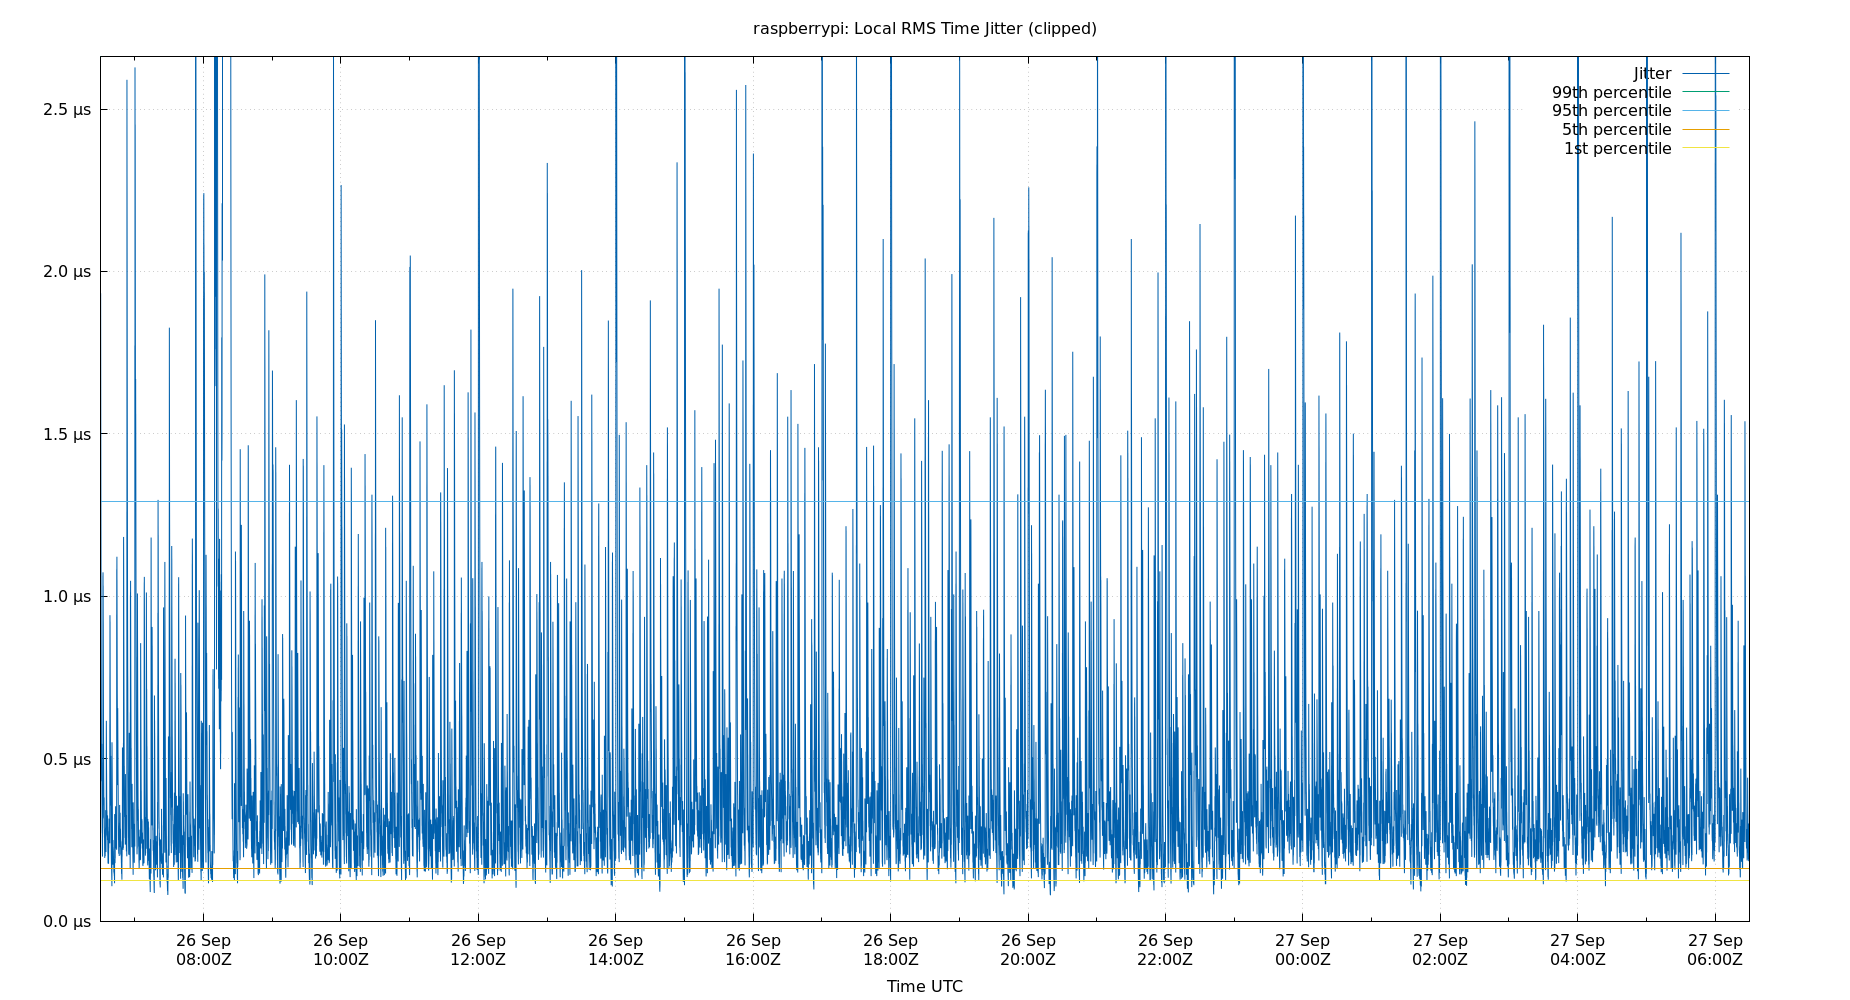 raspberrypi: Local RMS Time Jitter (clipped)
Jitter
99th percentile
95th percentile
5th percentile
1st percentile
2.5 µs
2.0 µs
1.5 µs
1.0 µs
0.5 µs
0.0 µs
26 Sep 26 Sep 26 Sep 26 Sep 26 Sep 26 Sep 26 Sep 26 Sep 27 Sep 27 Sep 27 Sep 27 Sep
08:00Z 10:00Z 12:00Z 14:00Z 16:00Z 18:00Z 20:00Z 22:00Z 00:00Z 02:00Z 04:00Z 06:00Z
Time UTC